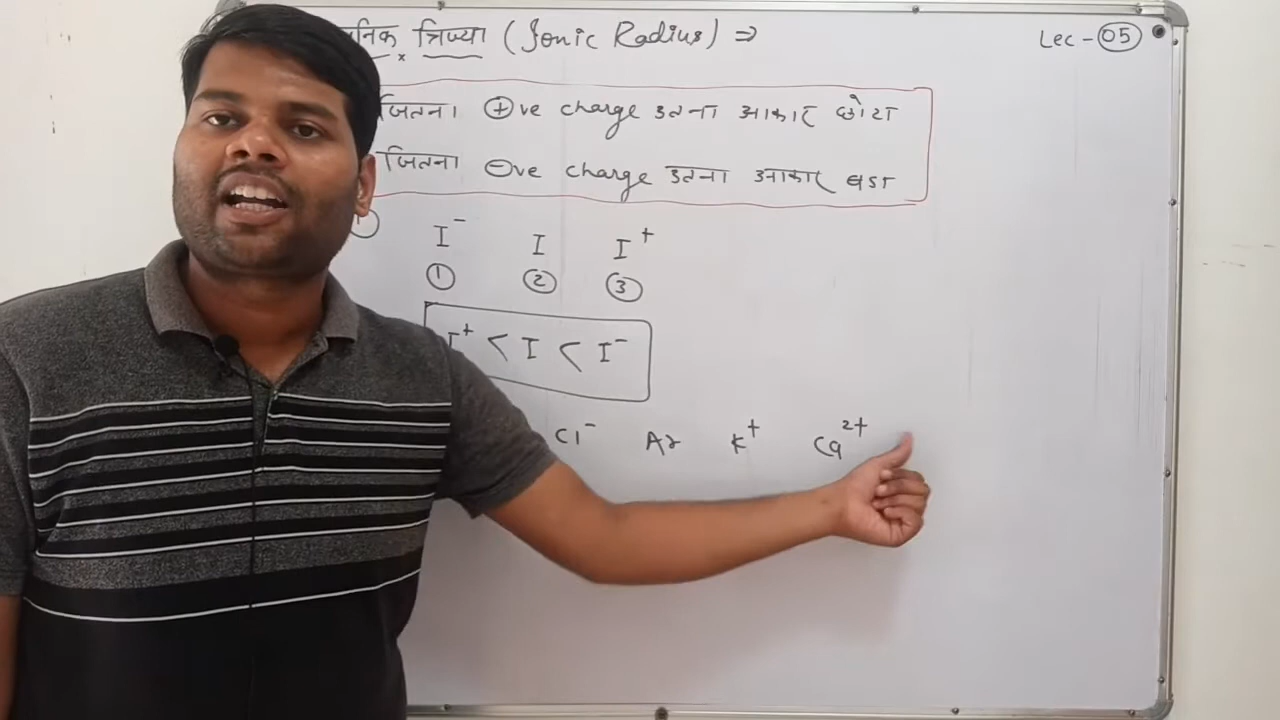 त्रिज्या (Ionic Radius) ⇒
Lec - 05
जितना ⊕ve charge उतना आकार छोटा
जितना ⊖ve charge उतना आकार बड़ा
I⁻ I I⁺
① ② ③
I⁺ < I < I⁻
Cl⁻ Ar K⁺ Ca²⁺